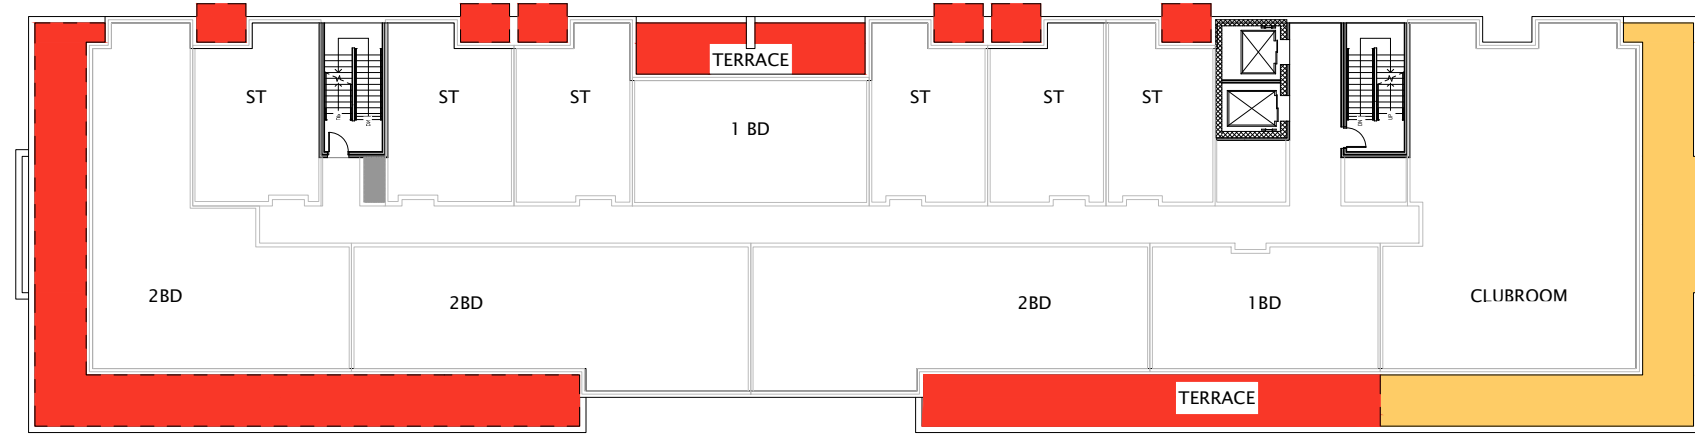 TERRACE
ST
ST
ST
ST
ST
ST
1 BD
2BD
2BD
2BD
1BD
CLUBROOM
TERRACE